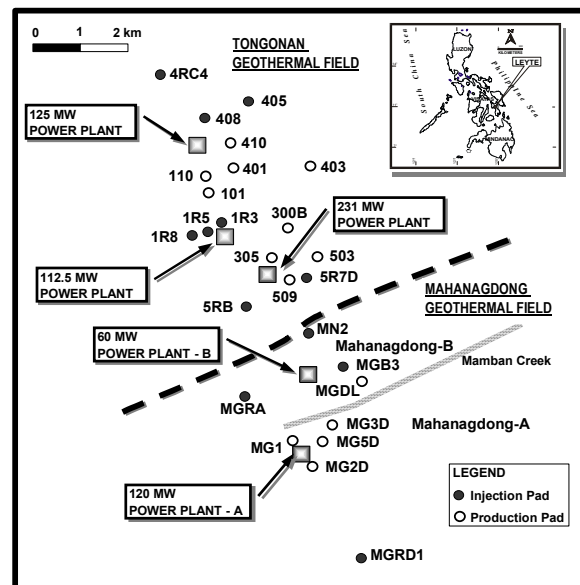 0 1 2 km
TONGONAN
GEOTHERMAL FIELD
4RC4
405
408
125 MW
POWER PLANT
410
401
403
110
101
300B
1R3
1R5
1R8
231 MW
POWER PLANT
305
503
5R7D
509
112.5 MW
POWER PLANT
5RB
MAHANAGDONG
GEOTHERMAL FIELD
MN2
60 MW
POWER PLANT - B
Mahanagdong-B
MGB3
Mamban Creek
MGDL
MGRA
MG3D
Mahanagdong-A
MG1
MG5D
MG2D
120 MW
POWER PLANT - A
LEGEND
Injection Pad
Production Pad
MGRD1
LUZON
N
KILOMETERS
LEYTE
South China Sea
Philippine Sea